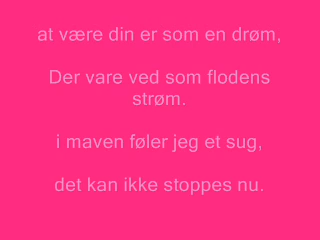 at være din er som en drøm,
Der vare ved som flodens
strøm.
i maven føler jeg et sug,
det kan ikke stoppes nu.